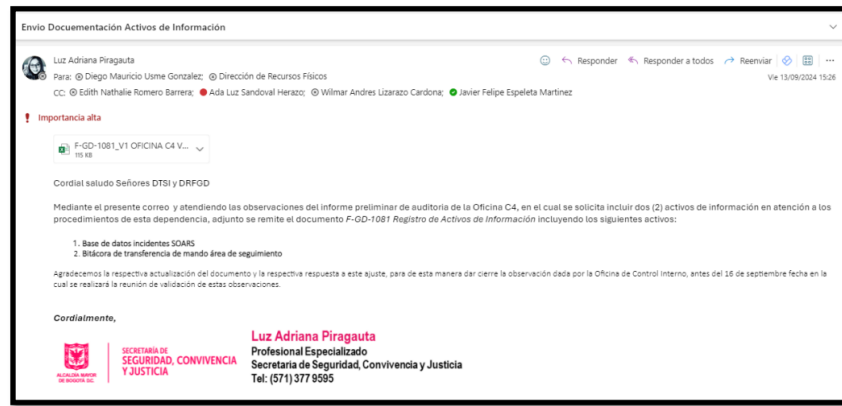 Envio Docuementación Activos de Información
Luz Adriana Piragauta
Responder Responder a todos Reenviar
Para: Diego Mauricio Usme Gonzalez; Dirección de Recursos Físicos
Vie 13/09/2024 15:26
CC: Edith Nathalie Romero Barrera; Ada Luz Sandoval Herazo; Wilmar Andres Lizarazo Cardona; Javier Felipe Espeleta Martinez
Importancia alta
F-GD-1081_V1 OFICINA C4 V...
115 KB
Cordial saludo Señores DTSI y DRFGD
Mediante el presente correo y atendiendo las observaciones del informe preliminar de auditoria de la Oficina C4, en el cual se solicita incluir dos (2) activos de información en atención a los
procedimientos de esta dependencia, adjunto se remite el documento F-GD-1081 Registro de Activos de Información incluyendo los siguientes activos:
1. Base de datos incidentes SOARS
2. Bitácora de transferencia de mando área de seguimiento
Agradecemos la respectiva actualización del documento y la respectiva respuesta a este ajuste, para de esta manera dar cierre la observación dada por la Oficina de Control Interno, antes del 16 de septiembre fecha en la
cual se realizará la reunión de validación de estas observaciones.
Cordialmente,
ALCALDÍA MAYOR
DE BOGOTÁ D.C.
SECRETARÍA DE
SEGURIDAD, CONVIVENCIA
Y JUSTICIA
Luz Adriana Piragauta
Profesional Especializado
Secretaria de Seguridad, Convivencia y Justicia
Tel: (571) 377 9595